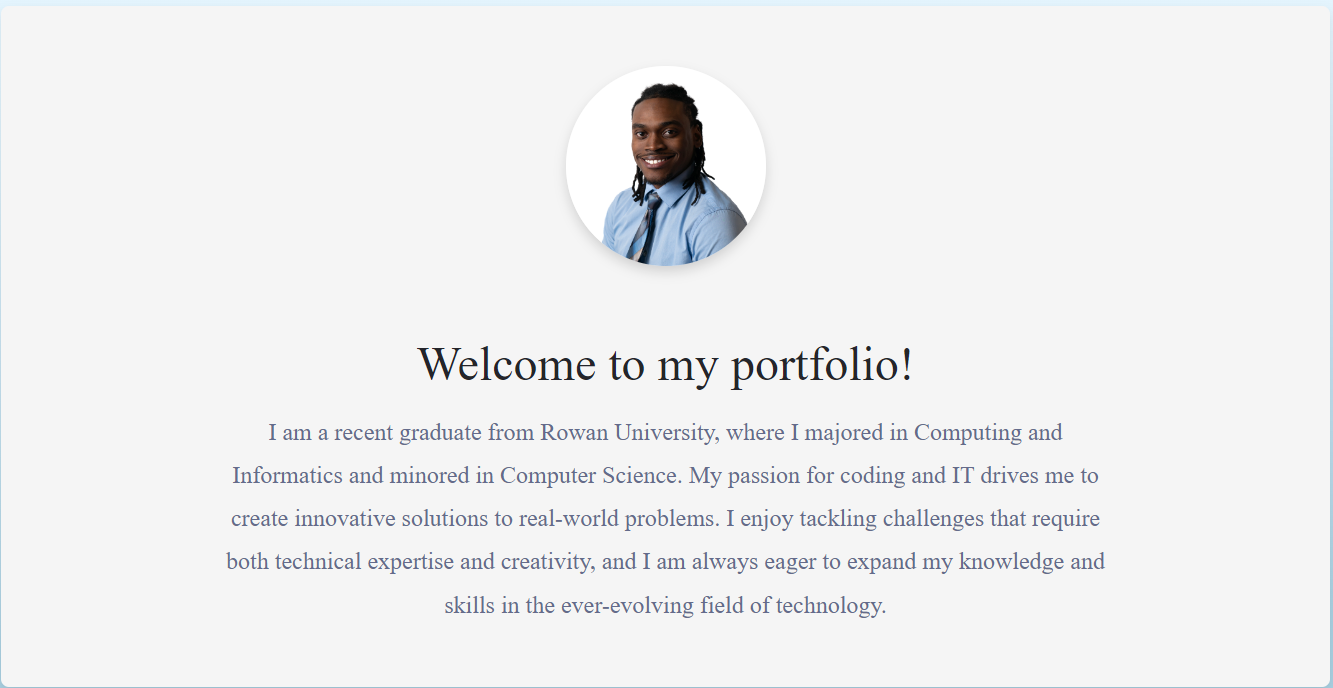 Welcome to my portfolio!
I am a recent graduate from Rowan University, where I majored in Computing and
Informatics and minored in Computer Science. My passion for coding and IT drives me to
create innovative solutions to real-world problems. I enjoy tackling challenges that require
both technical expertise and creativity, and I am always eager to expand my knowledge and
skills in the ever-evolving field of technology.